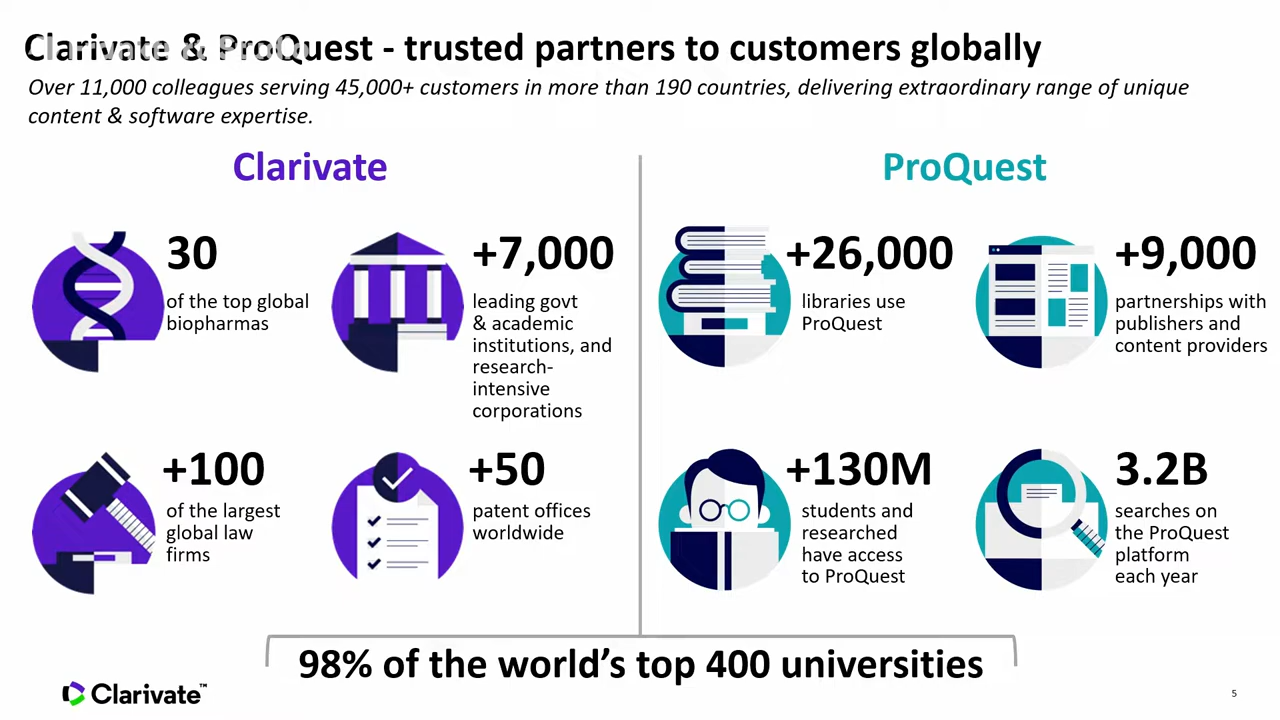 Clarivate & ProQuest - trusted partners to customers globally
Over 11,000 colleagues serving 45,000+ customers in more than 190 countries, delivering extraordinary range of unique
content & software expertise.
Clarivate
30
of the top global
biopharmas
+7,000
leading govt
& academic
institutions, and
research-
intensive
corporations
+100
of the largest
global law
firms
+50
patent offices
worldwide
ProQuest
+26,000
libraries use
ProQuest
+9,000
partnerships with
publishers and
content providers
+130M
students and
researched
have access
to ProQuest
3.2B
searches on
the ProQuest
platform
each year
98% of the world’s top 400 universities
Clarivate™
5